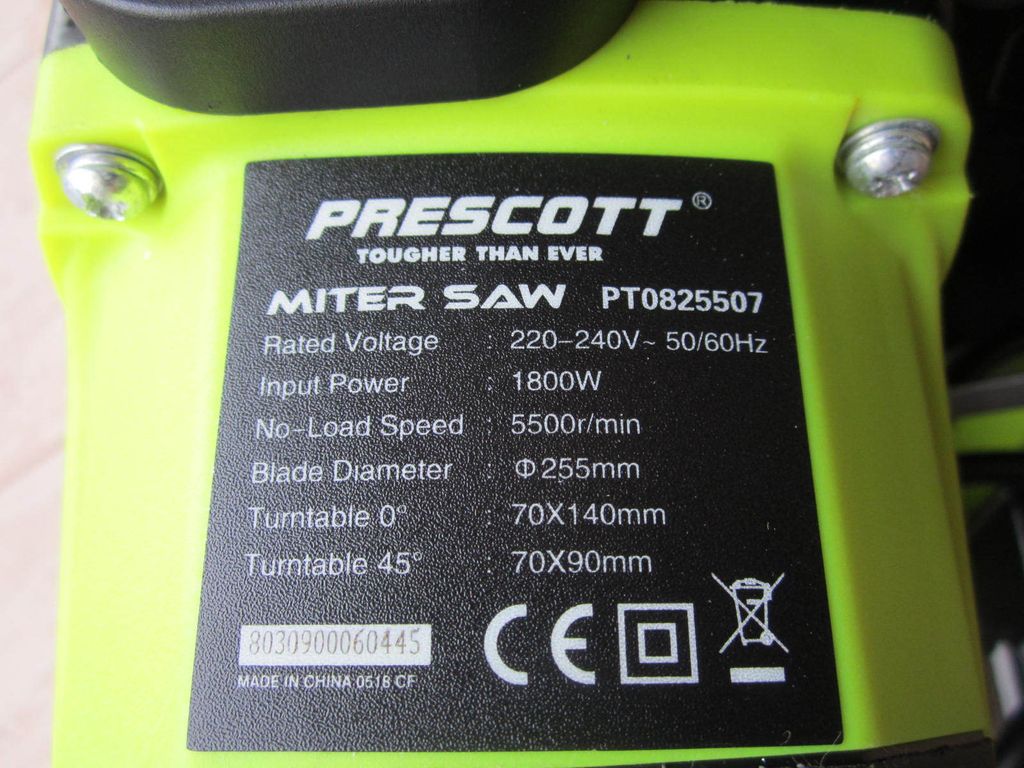 PRESCOTT®
TOUGHER THAN EVER
MITER SAW PT0825507
Rated Voltage : 220-240V~ 50/60Hz
Input Power : 1800W
No-Load Speed : 5500r/min
Blade Diameter : Φ255mm
Turntable 0° : 70X140mm
Turntable 45° : 70X90mm
8030900060445
MADE IN CHINA 0518 CF
CE